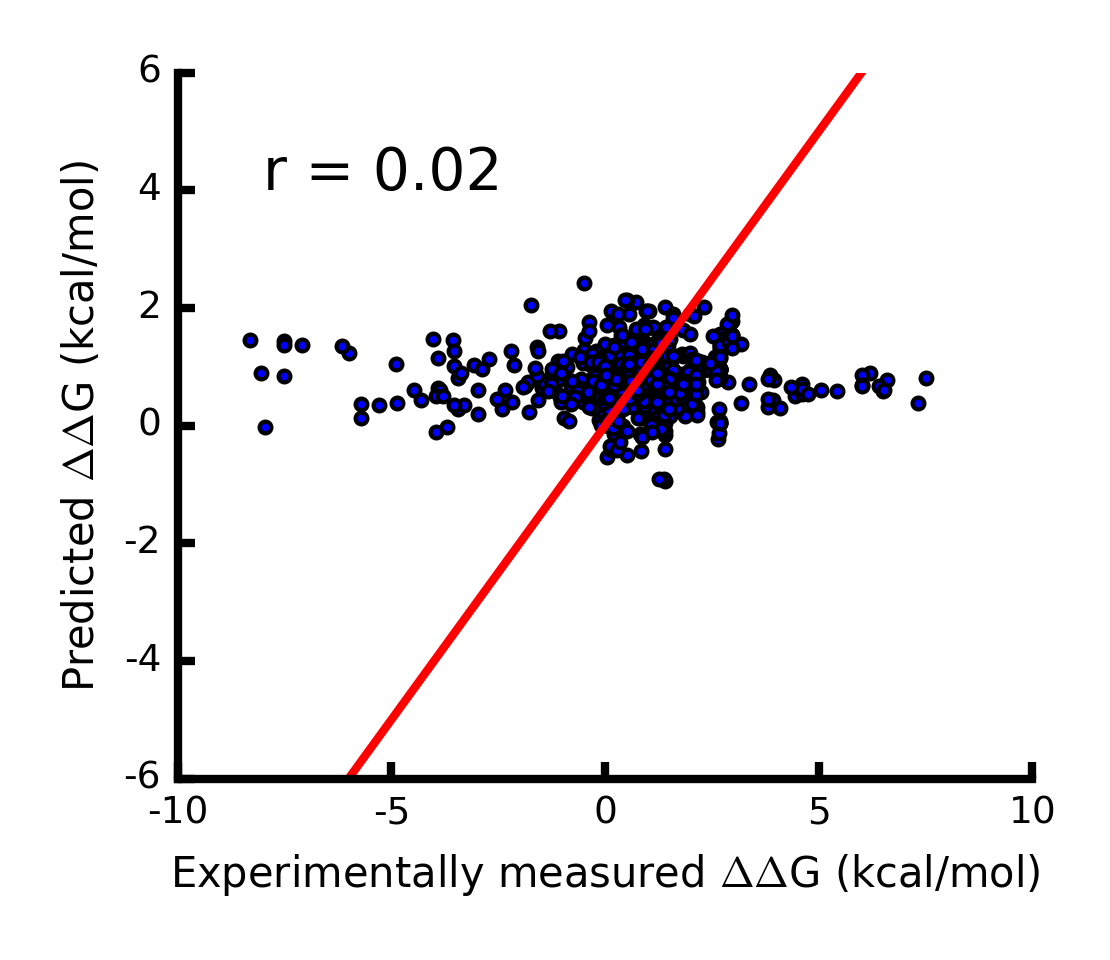 6
r = 0.02
4
2
0
-2
-4
-6
Predicted ΔΔG (kcal/mol)
-10 -5 0 5 10
Experimentally measured ΔΔG (kcal/mol)